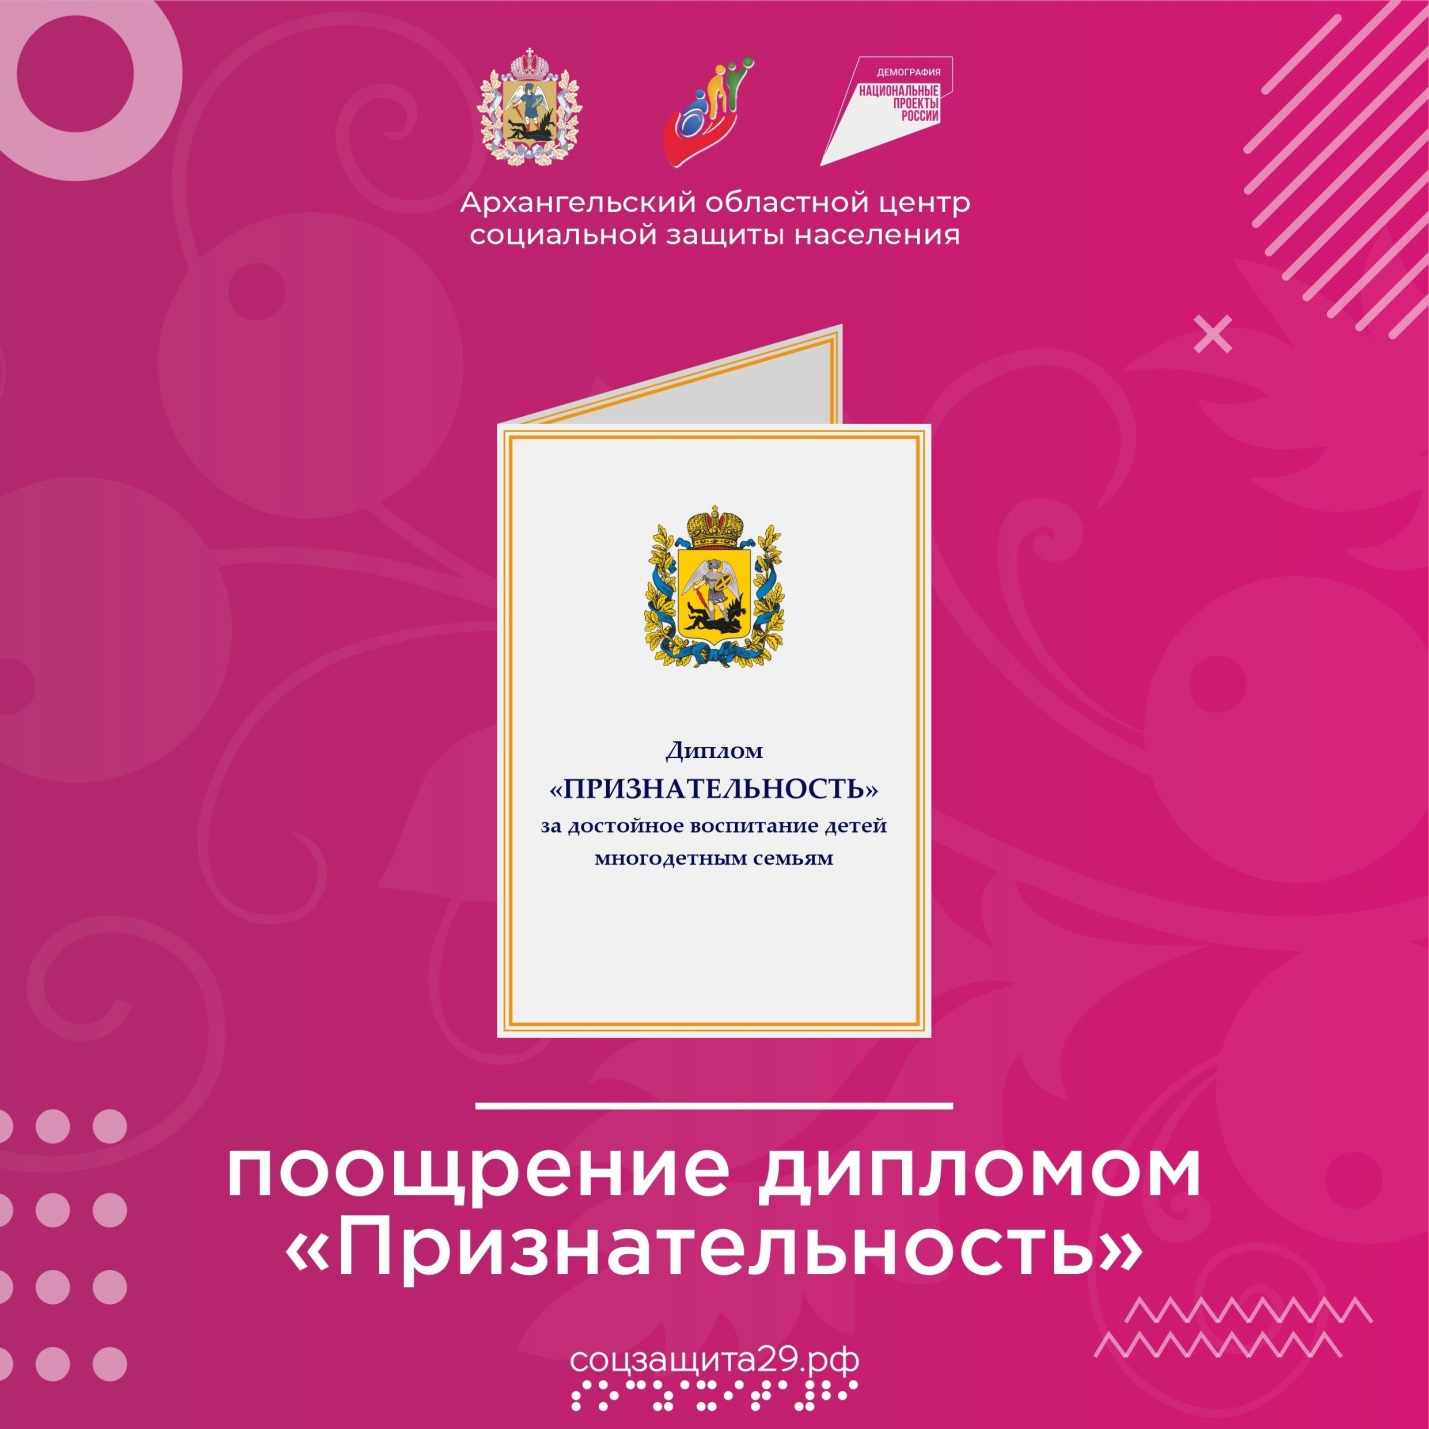 ДЕМОГРАФИЯ
НАЦИОНАЛЬНЫЕ
ПРОЕКТЫ
РОССИИ
Архангельский областной центр
социальной защиты населения
Диплом
«ПРИЗНАТЕЛЬНОСТЬ»
за достойное воспитание детей
многодетным семьям
поощрение дипломом
«Признательность»
соцзащита29.рф